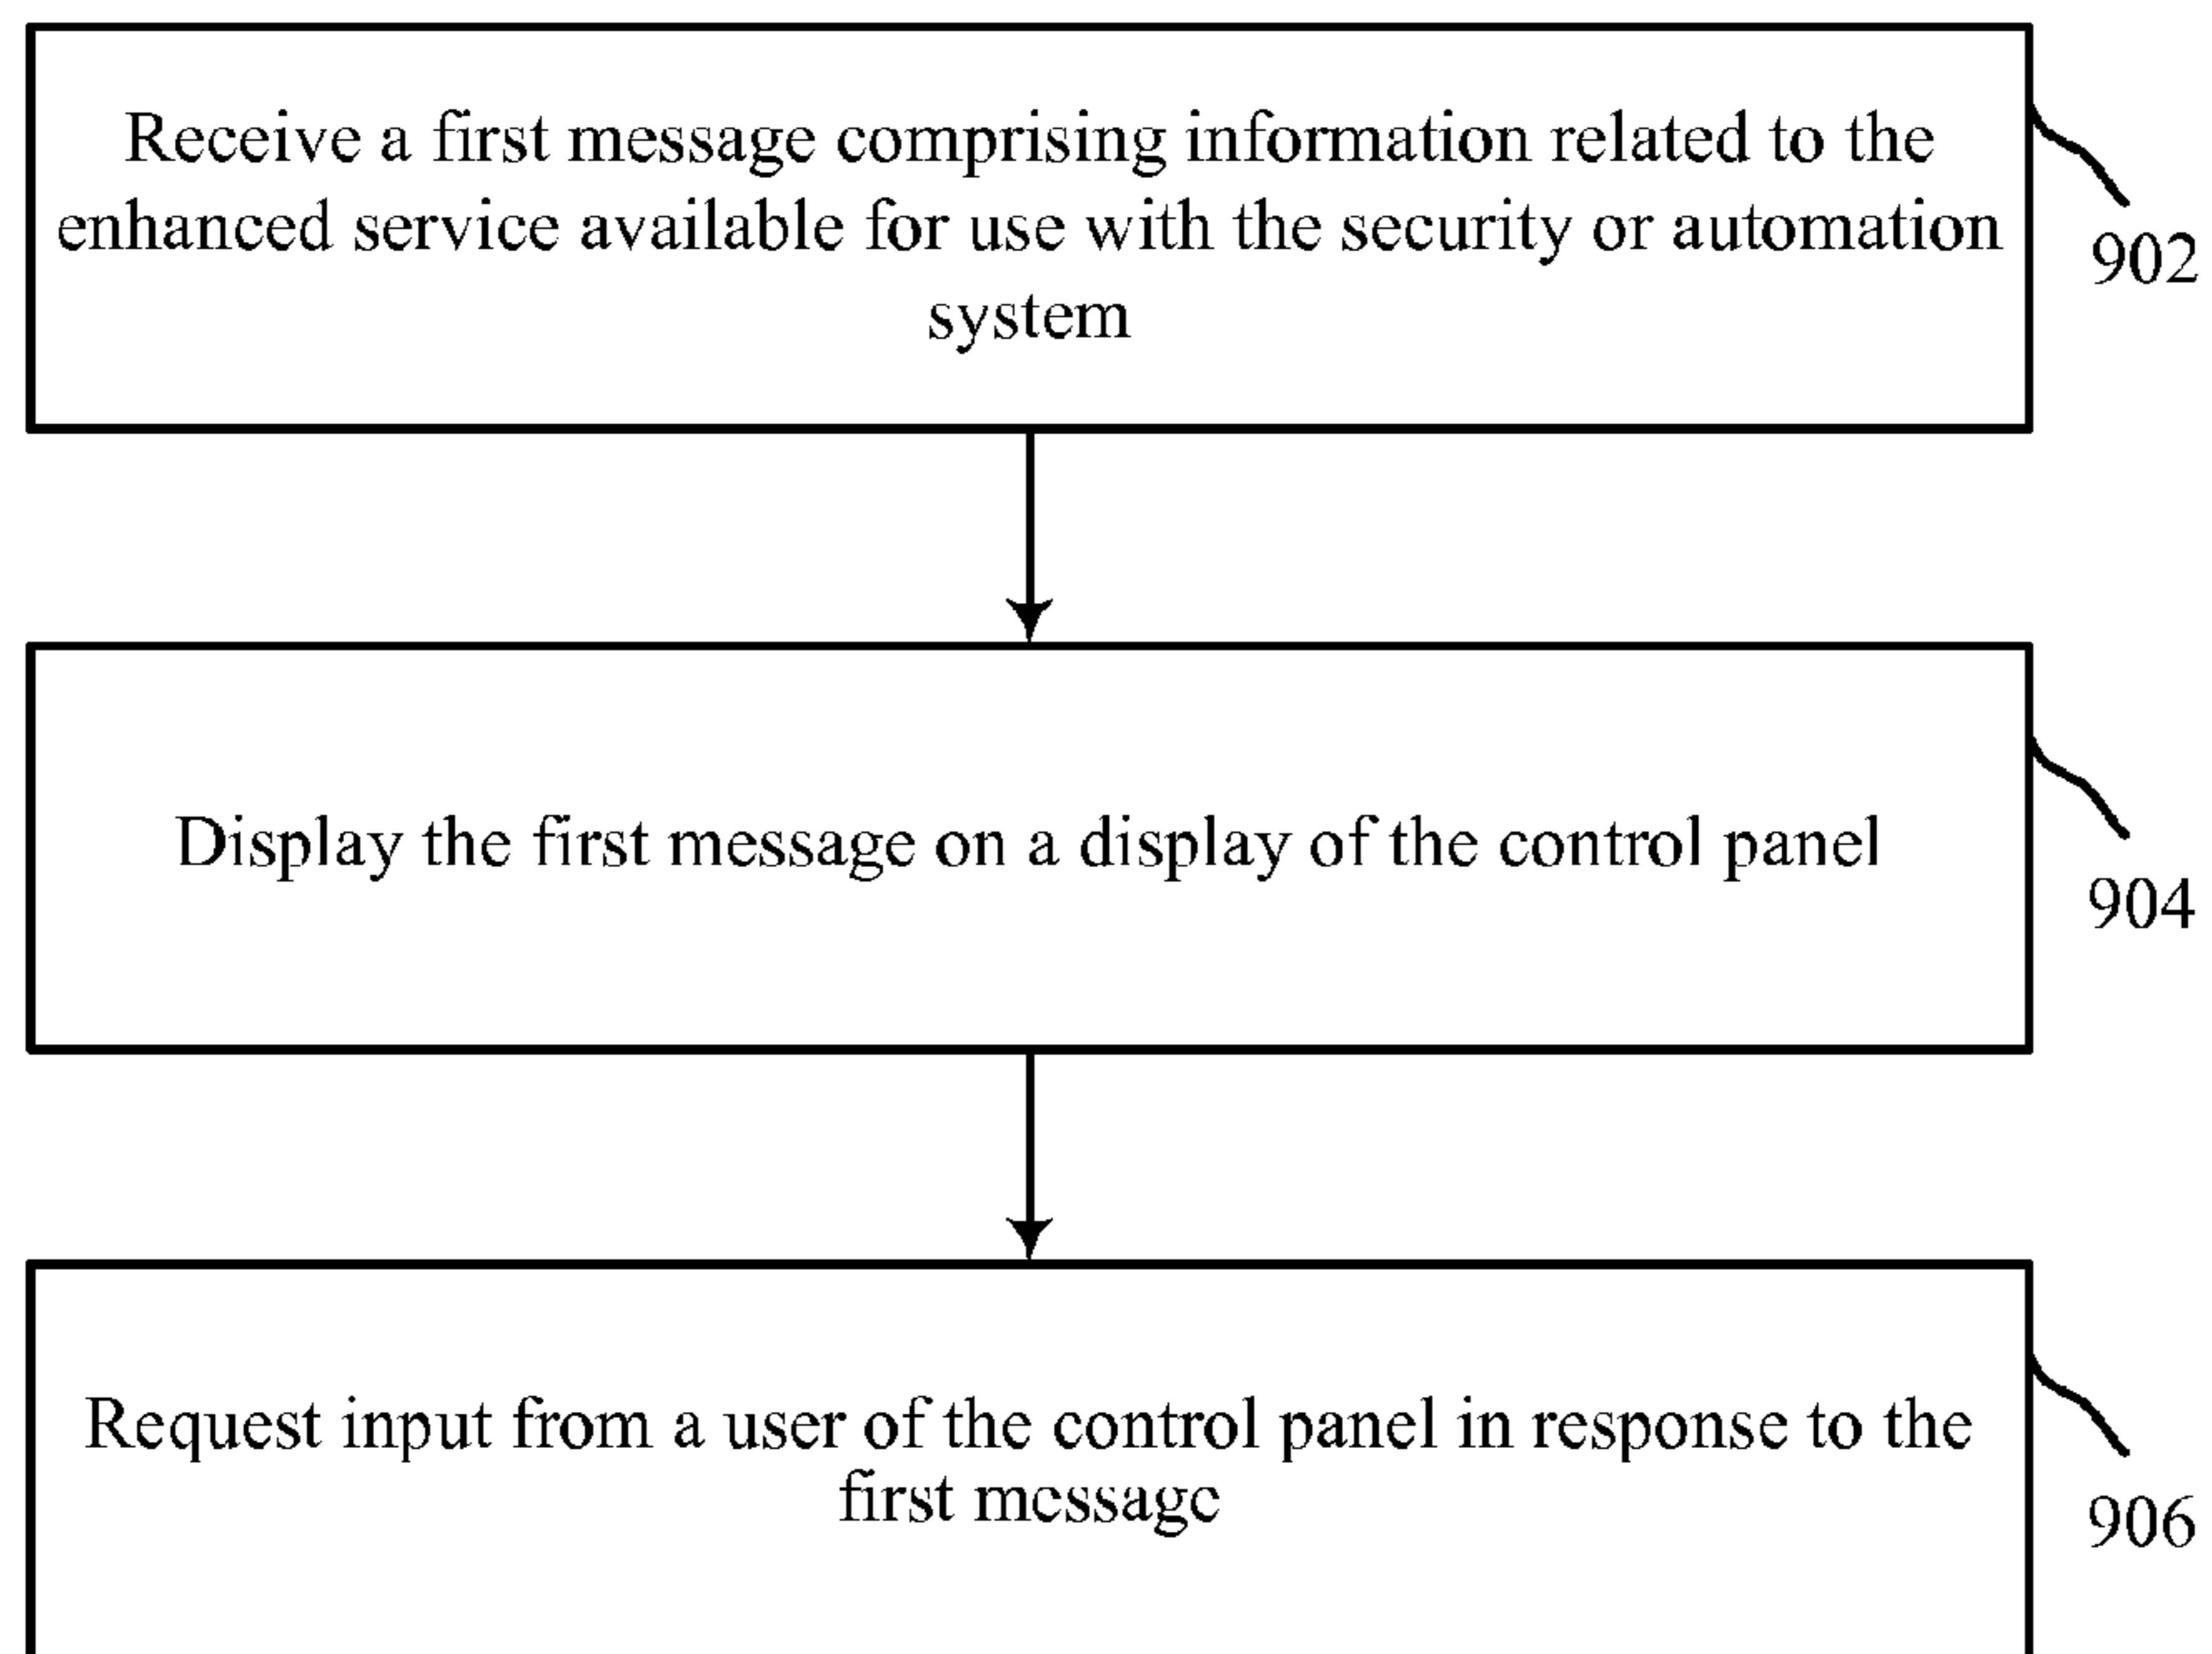 Receive a first message comprising information related to the
enhanced service available for use with the security or automation
system
902
Display the first message on a display of the control panel
904
Request input from a user of the control panel in response to the
first message
906